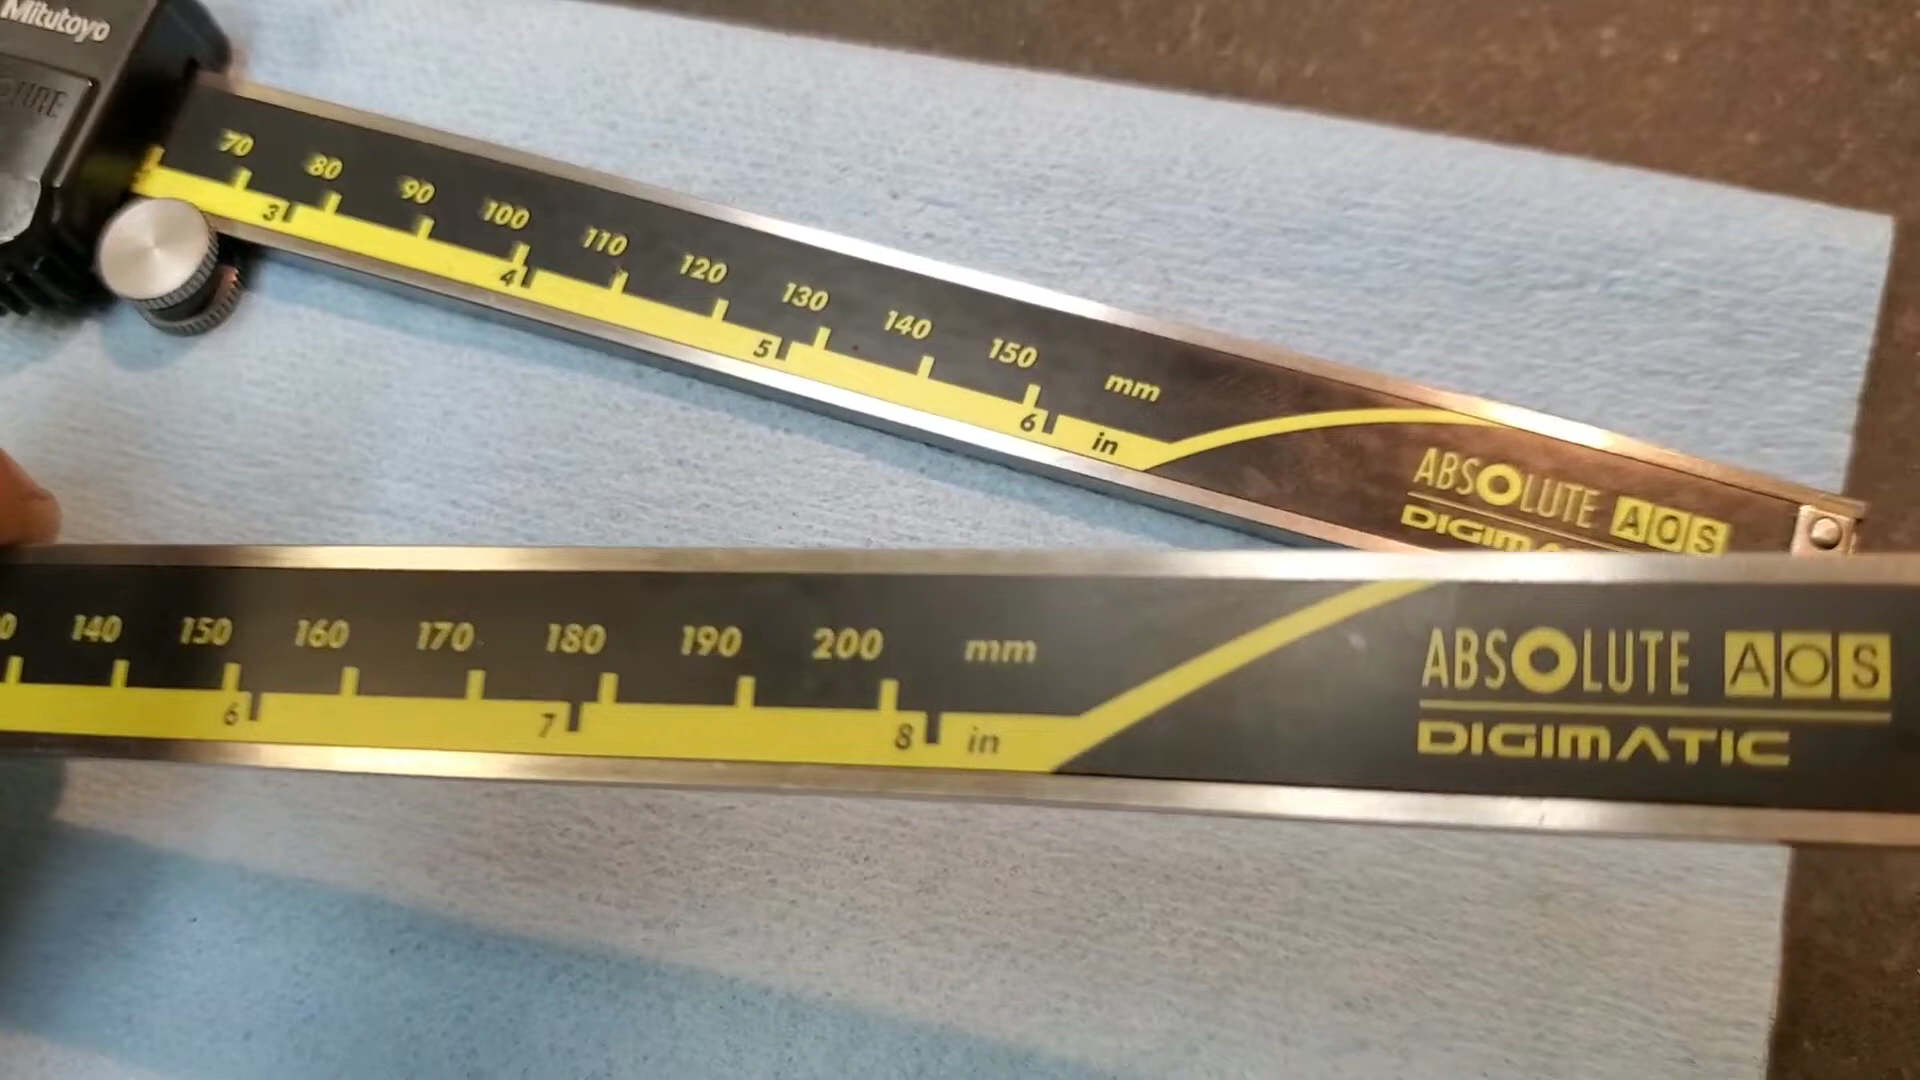 Mitutoyo
70 80 90 100 110 120 130 140 150 mm
3 4 5 6 in
ABSOLUTE AOS
140 150 160 170 180 190 200 mm
6 7 8 in
ABSOLUTE AOS
DIGIMATIC